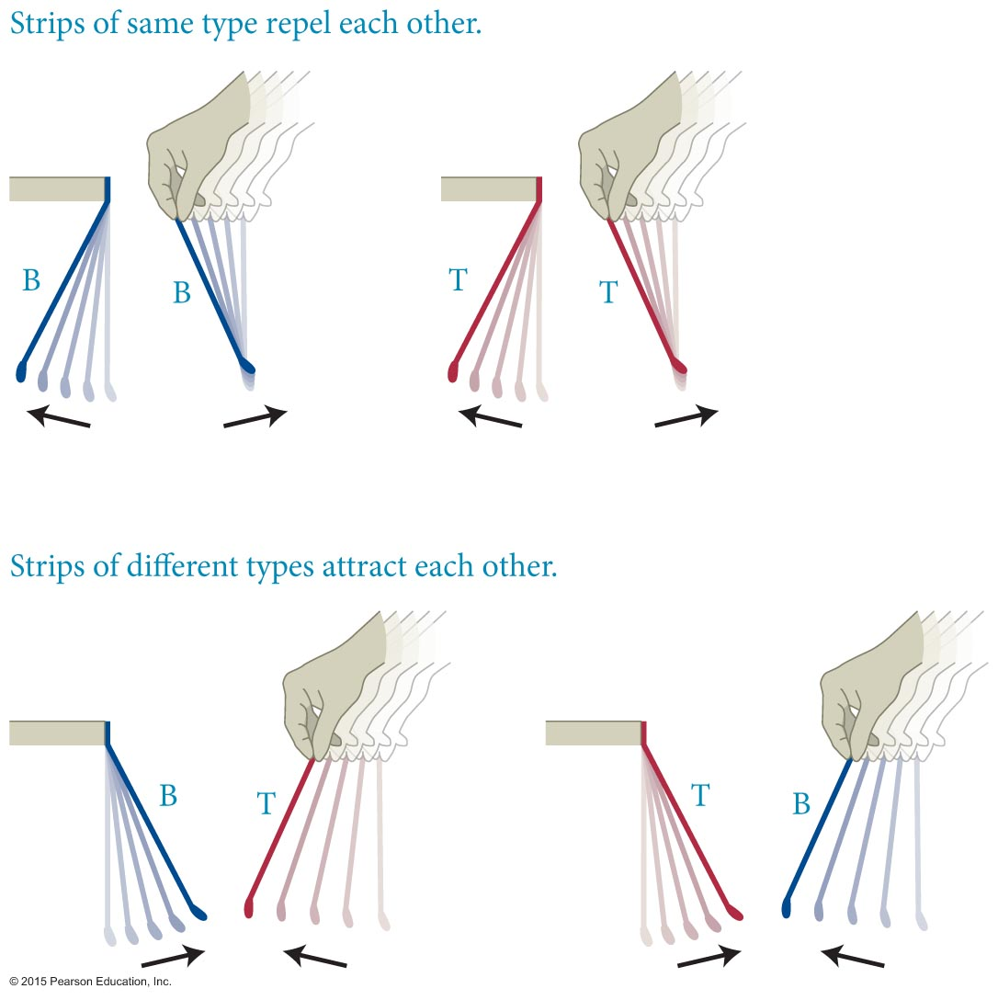 Strips of same type repel each other.
B
B
T
T
Strips of different types attract each other.
B
T
T
B
© 2015 Pearson Education, Inc.